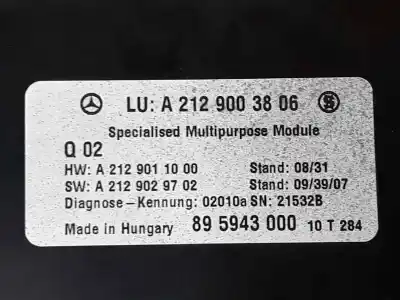 LU: A 212 900 38 06
Specialised Multipurpose Module
Q 02
HW: A 212 901 10 00 Stand: 08/31
SW: A 212 902 97 02 Stand: 09/39/07
Diagnose-Kennung: 02010a SN: 21532B
Made in Hungary 89 5943 000 10 T 284